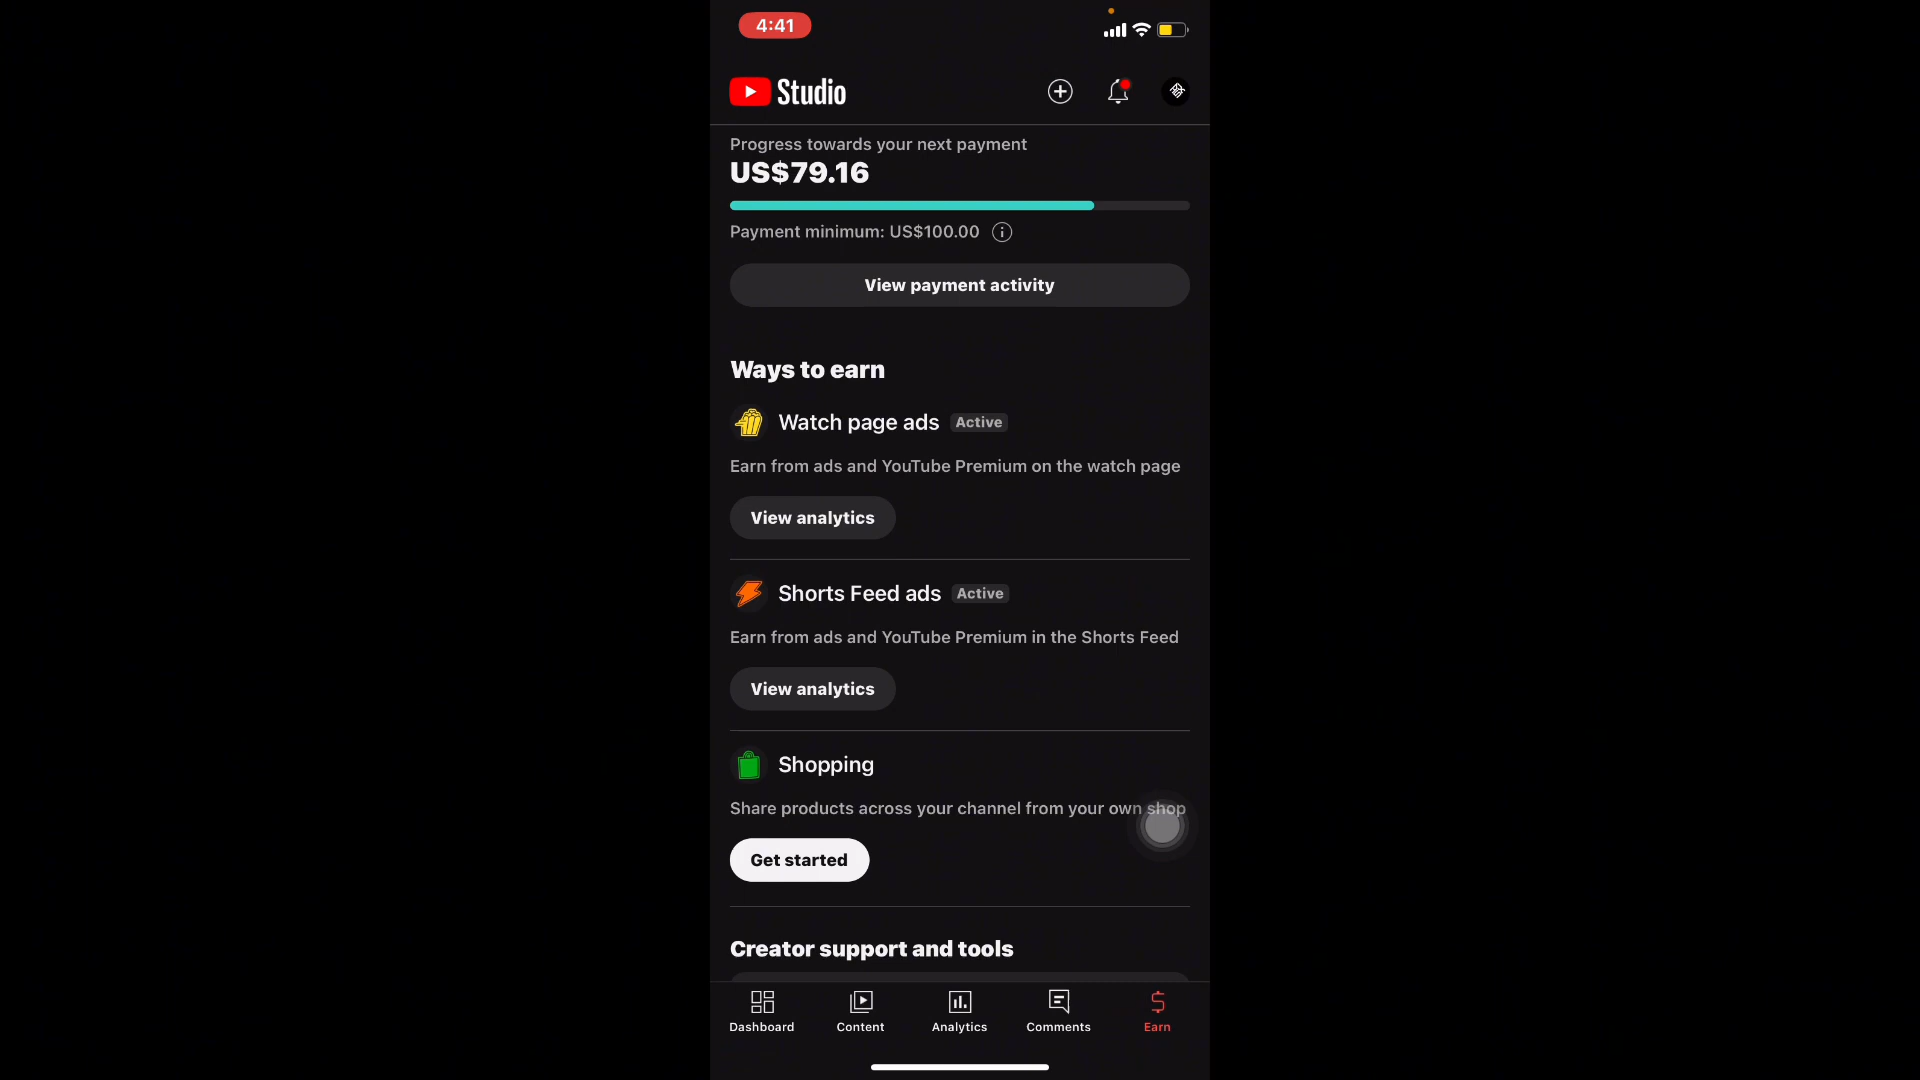 4:41
Studio
Progress towards your next payment
US$79.16
Payment minimum: US$100.00
View payment activity
Ways to earn
Watch page ads Active
Earn from ads and YouTube Premium on the watch page
View analytics
Shorts Feed ads Active
Earn from ads and YouTube Premium in the Shorts Feed
View analytics
Shopping
Share products across your channel from your own shop
Get started
Creator support and tools
Dashboard Content Analytics Comments Earn